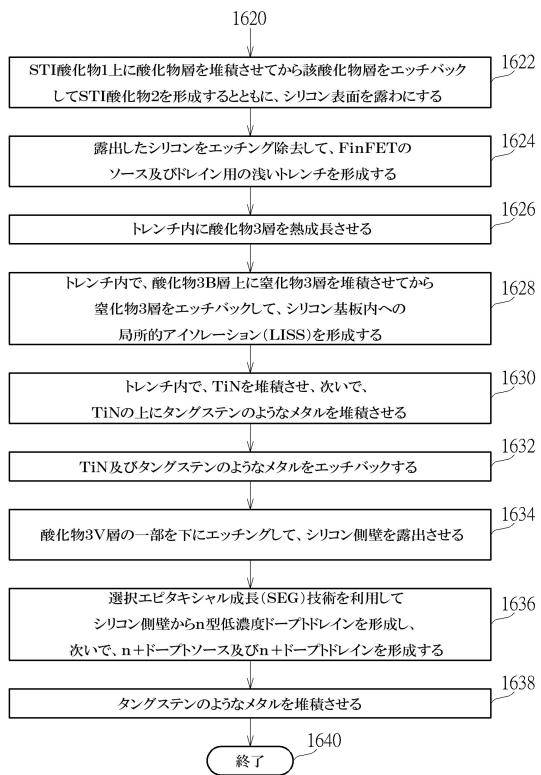 1620
STI酸化物1上に酸化物層を堆積させてから該酸化物層をエッチバック
してSTI酸化物2を形成するとともに、シリコン表面を露わにする
1622
露出したシリコンをエッチング除去して、FinFETの
ソース及びドレイン用の浅いトレンチを形成する
1624
トレンチ内に酸化物3層を熱成長させる
1626
トレンチ内で、酸化物3B層上に窒化物3層を堆積させてから
窒化物3層をエッチバックして、シリコン基板内への
局所的アイソレーション(LISS)を形成する
1628
トレンチ内で、TiNを堆積させ、次いで、
TiNの上にタングステンのようなメタルを堆積させる
1630
TiN及びタングステンのようなメタルをエッチバックする
1632
酸化物3V層の一部を下にエッチングして、シリコン側壁を露出させる
1634
選択エピタキシャル成長(SEG)技術を利用して
シリコン側壁からn型低濃度ドープトドレインを形成し、
次いで、n+ドープトソース及びn+ドープトドレインを形成する
1636
タングステンのようなメタルを堆積させる
1638
終了
1640